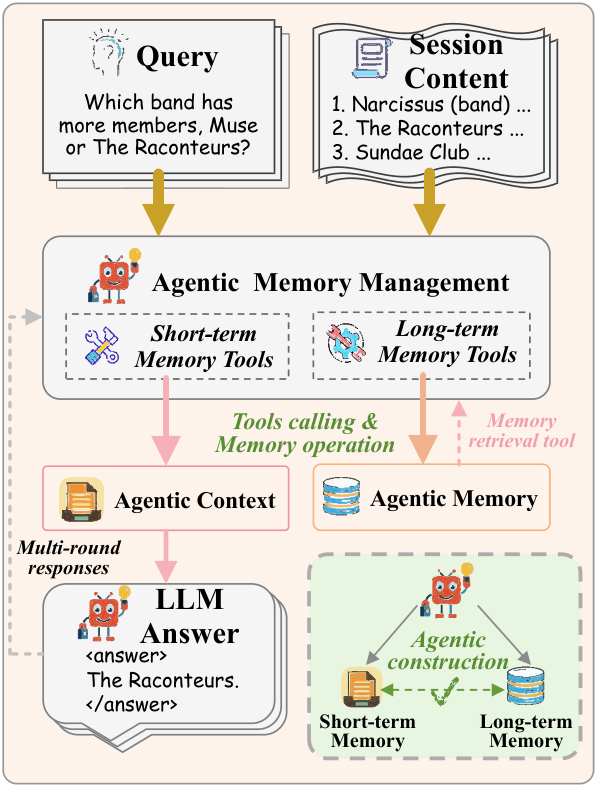 Query
Which band has
more members, Muse
or The Raconteurs?
Session
Content
1. Narcissus (band) ...
2. The Raconteurs ...
3. Sundae Club ...
Agentic Memory Management
Short-term
Memory Tools
Long-term
Memory Tools
Tools calling &
Memory operation
Memory
retrieval tool
Agentic Context
Agentic Memory
Multi-round
responses
LLM
Answer
<answer>
The Raconteurs.
</answer>
Agentic
construction
Short-term
Memory
Long-term
Memory